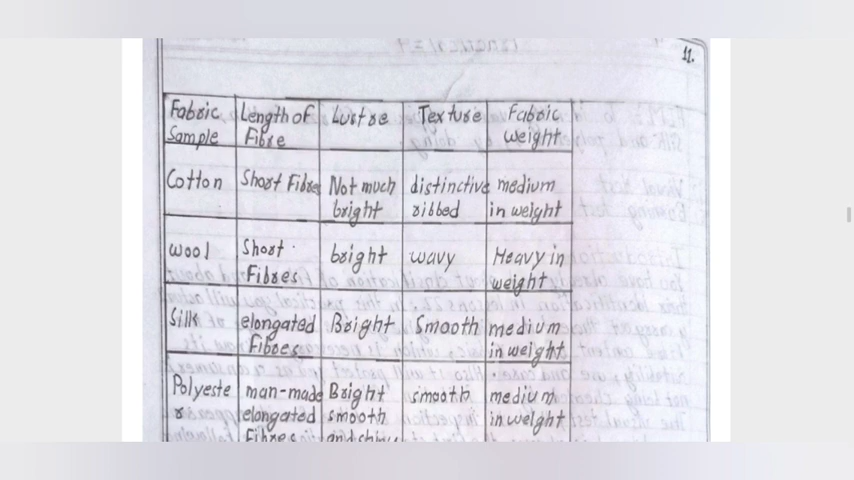 11.
Fabric Sample | Length of Fibre | Lustre | Texture | Fabric weight
Cotton | Short Fibres | Not much bright | distinctive ribbed | medium in weight
wool | Short Fibres | bright | wavy | Heavy in weight
Silk | elongated Fibres | Bright | Smooth | medium in weight
Polyester | man-made elongated Fibres | Bright smooth and shiny | smooth | medium in weight